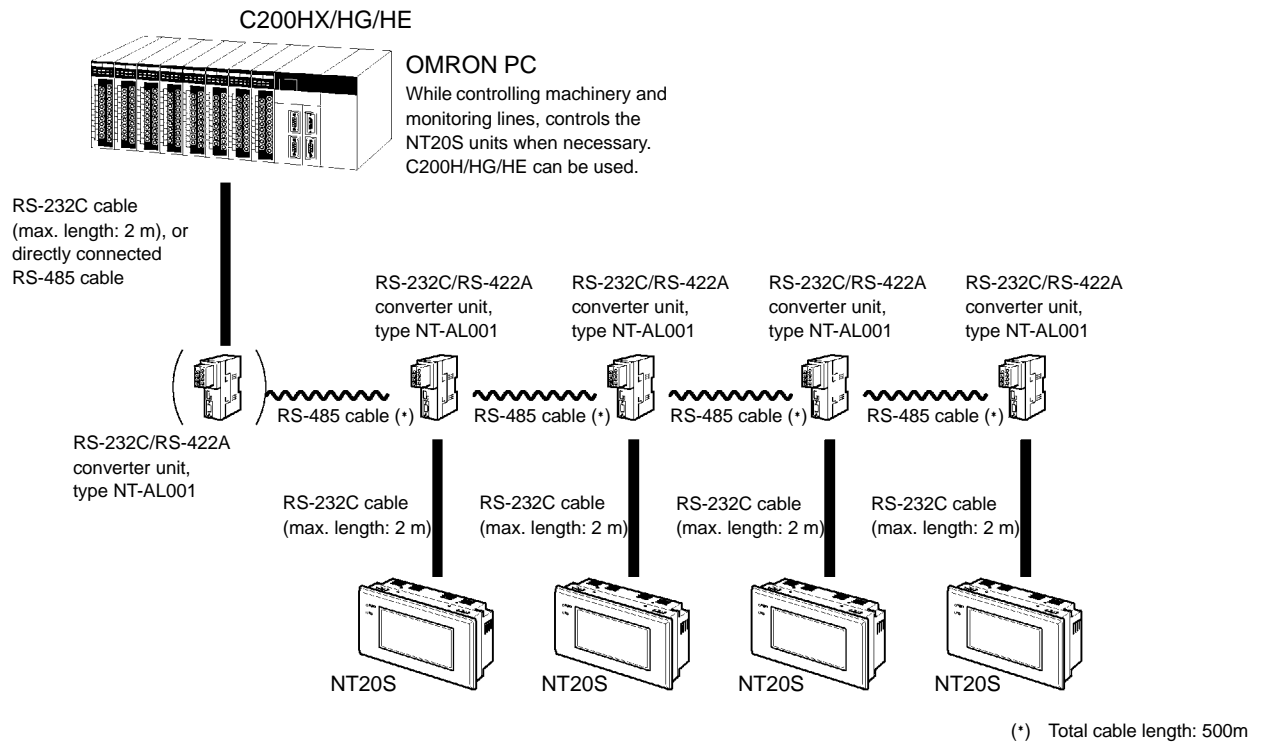 C200HX/HG/HE
OMRON PC
While controlling machinery and
monitoring lines, controls the
NT20S units when necessary.
C200H/HG/HE can be used.
RS-232C cable
(max. length: 2 m), or
directly connected
RS-485 cable
RS-232C/RS-422A
converter unit,
type NT-AL001
RS-232C/RS-422A
converter unit,
type NT-AL001
RS-232C/RS-422A
converter unit,
type NT-AL001
RS-232C/RS-422A
converter unit,
type NT-AL001
RS-485 cable (*)
RS-485 cable (*)
RS-485 cable (*)
RS-485 cable (*)
RS-232C/RS-422A
converter unit,
type NT-AL001
RS-232C cable
(max. length: 2 m)
RS-232C cable
(max. length: 2 m)
RS-232C cable
(max. length: 2 m)
RS-232C cable
(max. length: 2 m)
NT20S
NT20S
NT20S
NT20S
(*) Total cable length: 500m